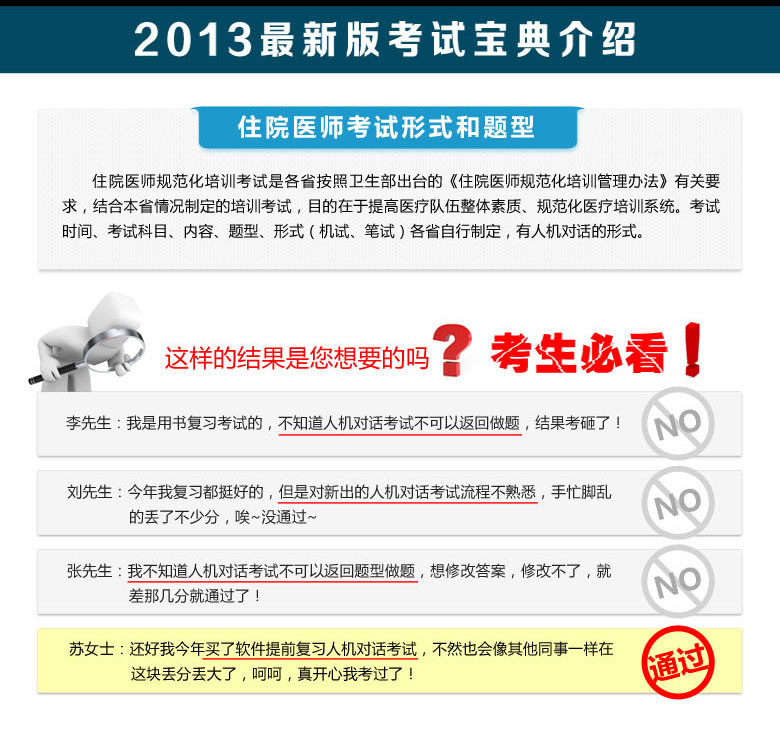 2013最新版考试宝典介绍
住院医师考试形式和题型
住院医师规范化培训考试是各省按照卫生部出台的《住院医师规范化培训管理办法》有关要
求，结合本省情况制定的培训考试，目的在于提高医疗队伍整体素质、规范化医疗培训系统。考试
时间、考试科目、内容、题型、形式（机试、笔试）各省自行制定，有人机对话的形式。
这样的结果是您想要的吗？ 考生必看！
李先生：我是用书复习考试的，不知道人机对话考试不可以返回做题，结果考砸了！
NO
刘先生：今年我复习都挺好的，但是对新出的人机对话考试流程不熟悉，手忙脚乱
的丢了不少分，唉~没通过~
NO
张先生：我不知道人机对话考试不可以返回题型做题，想修改答案，修改不了，就
差那几分就通过了！
NO
苏女士：还好我今年买了软件提前复习人机对话考试，不然也会像其他同事一样在
这块丢分丢大了，呵呵，真开心我考过了！
通过